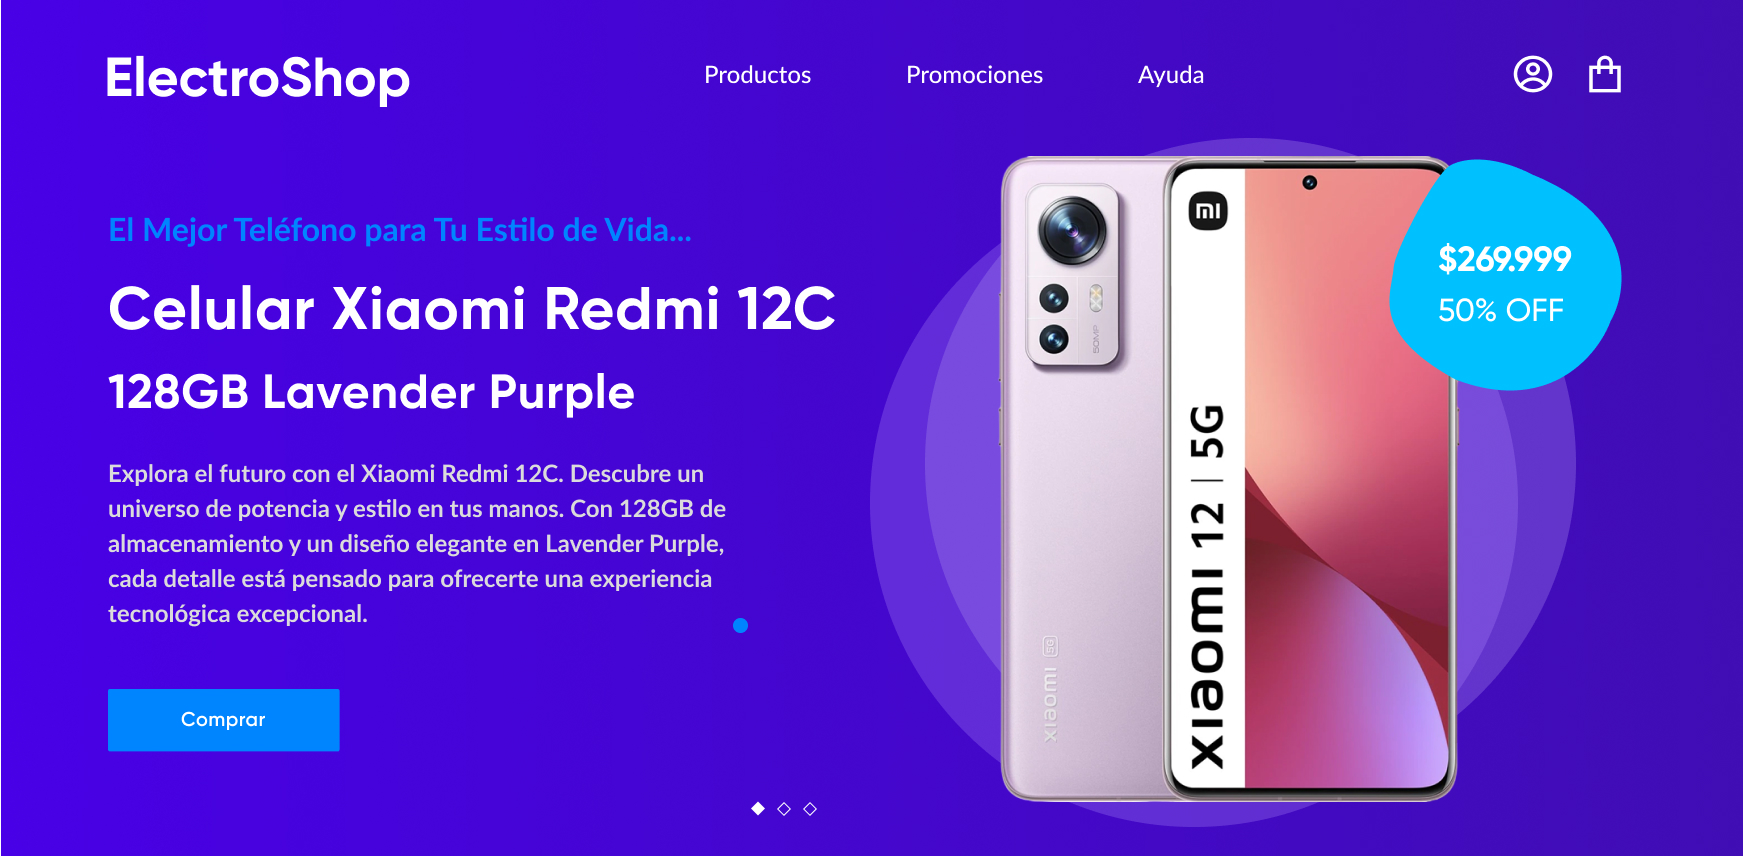 ElectroShop
Productos
Promociones
Ayuda
El Mejor Teléfono para Tu Estilo de Vida...
Celular Xiaomi Redmi 12C
128GB Lavender Purple
Explora el futuro con el Xiaomi Redmi 12C. Descubre un
universo de potencia y estilo en tus manos. Con 128GB de
almacenamiento y un diseño elegante en Lavender Purple,
cada detalle está pensado para ofrecerte una experiencia
tecnológica excepcional.
Comprar
50MP
xiaomi 5G
mi
xiaomi 12 | 5G
$269.999
50% OFF